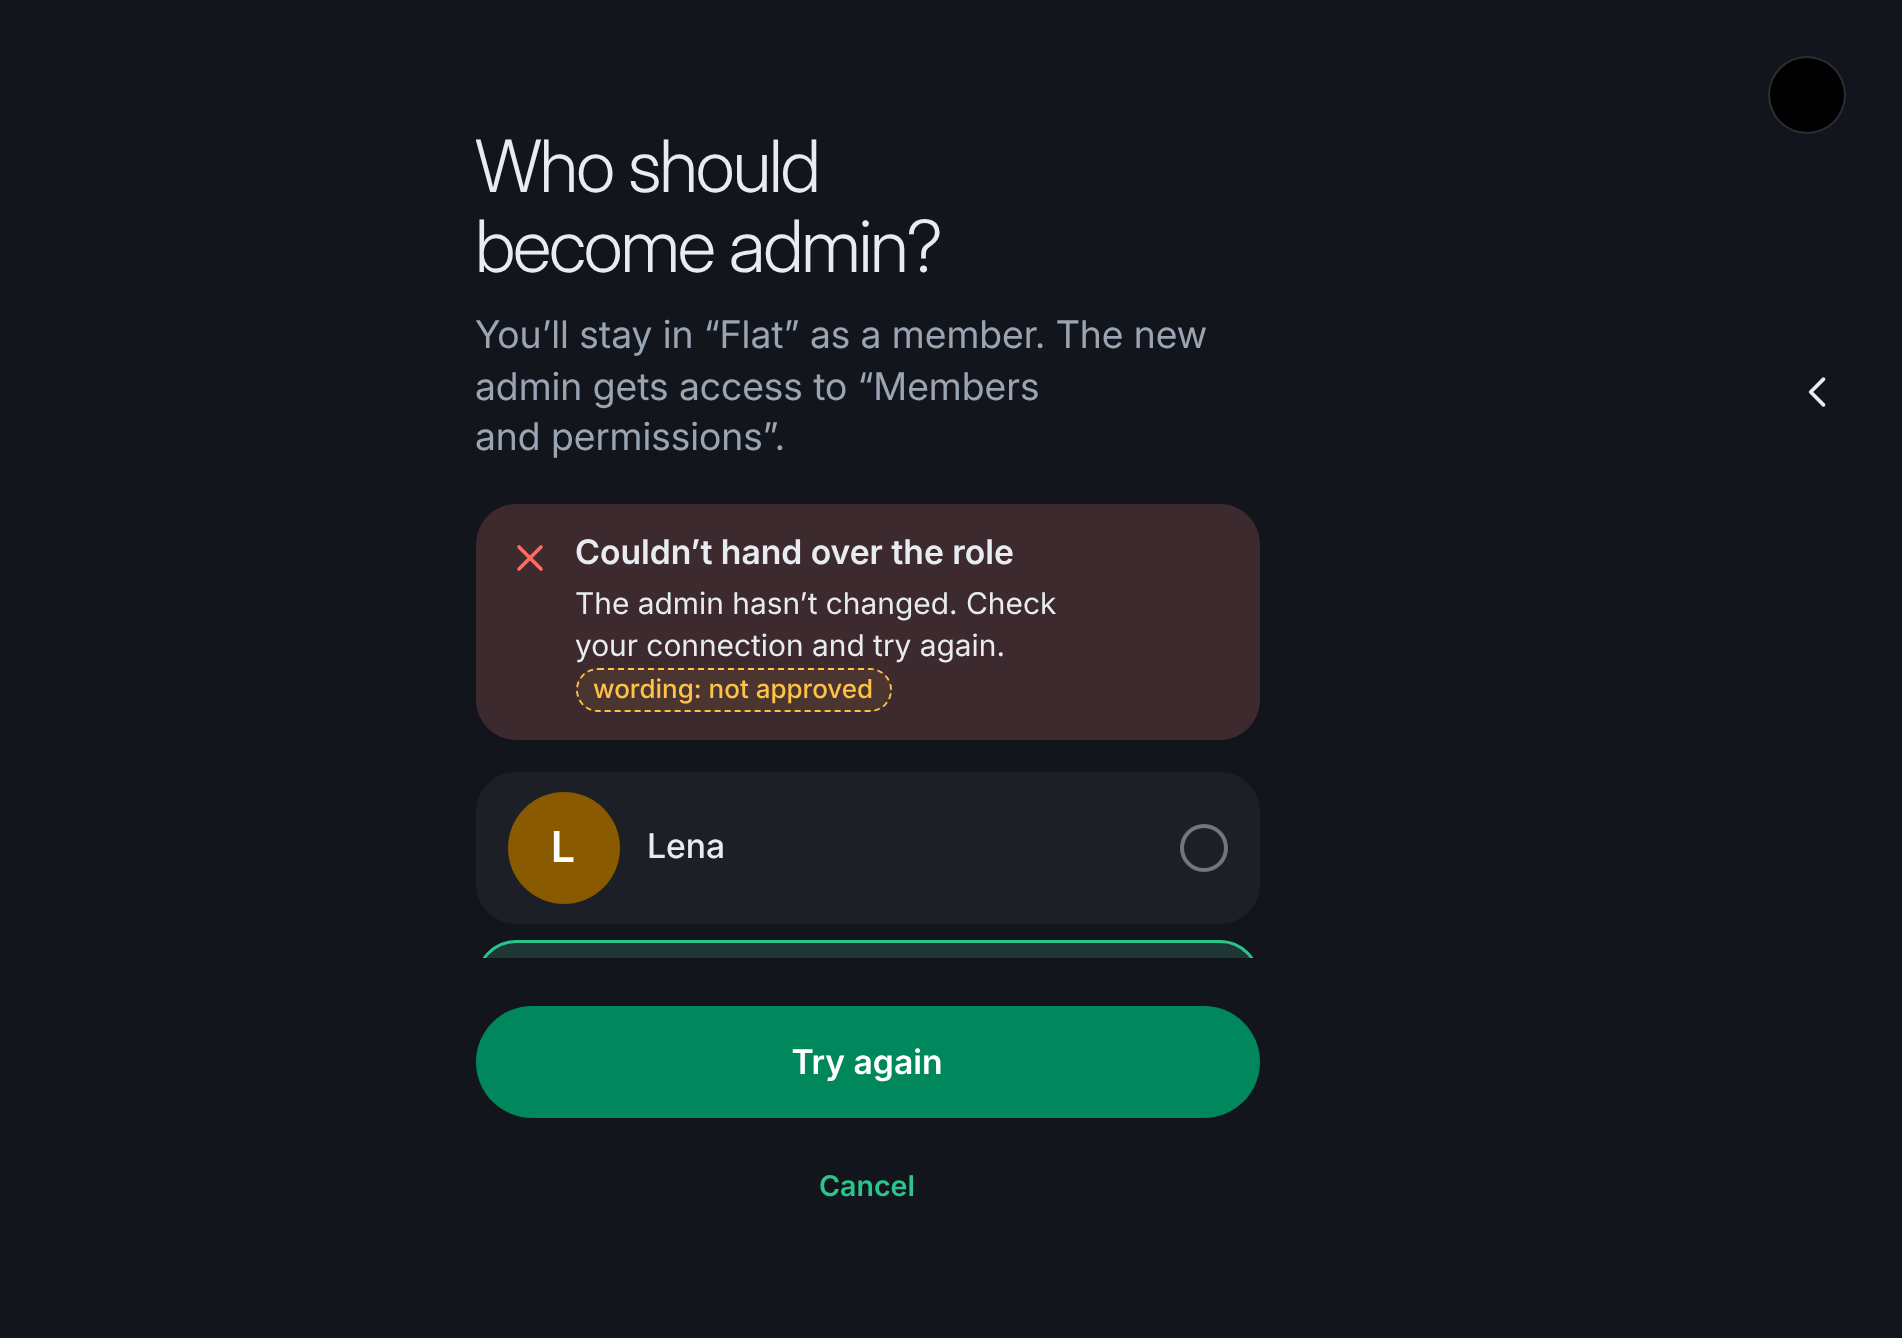 Who should
become admin?
You’ll stay in “Flat” as a member. The new
admin gets access to “Members
and permissions”.
Couldn’t hand over the role
The admin hasn’t changed. Check
your connection and try again.
wording: not approved
L
Lena
Try again
Cancel